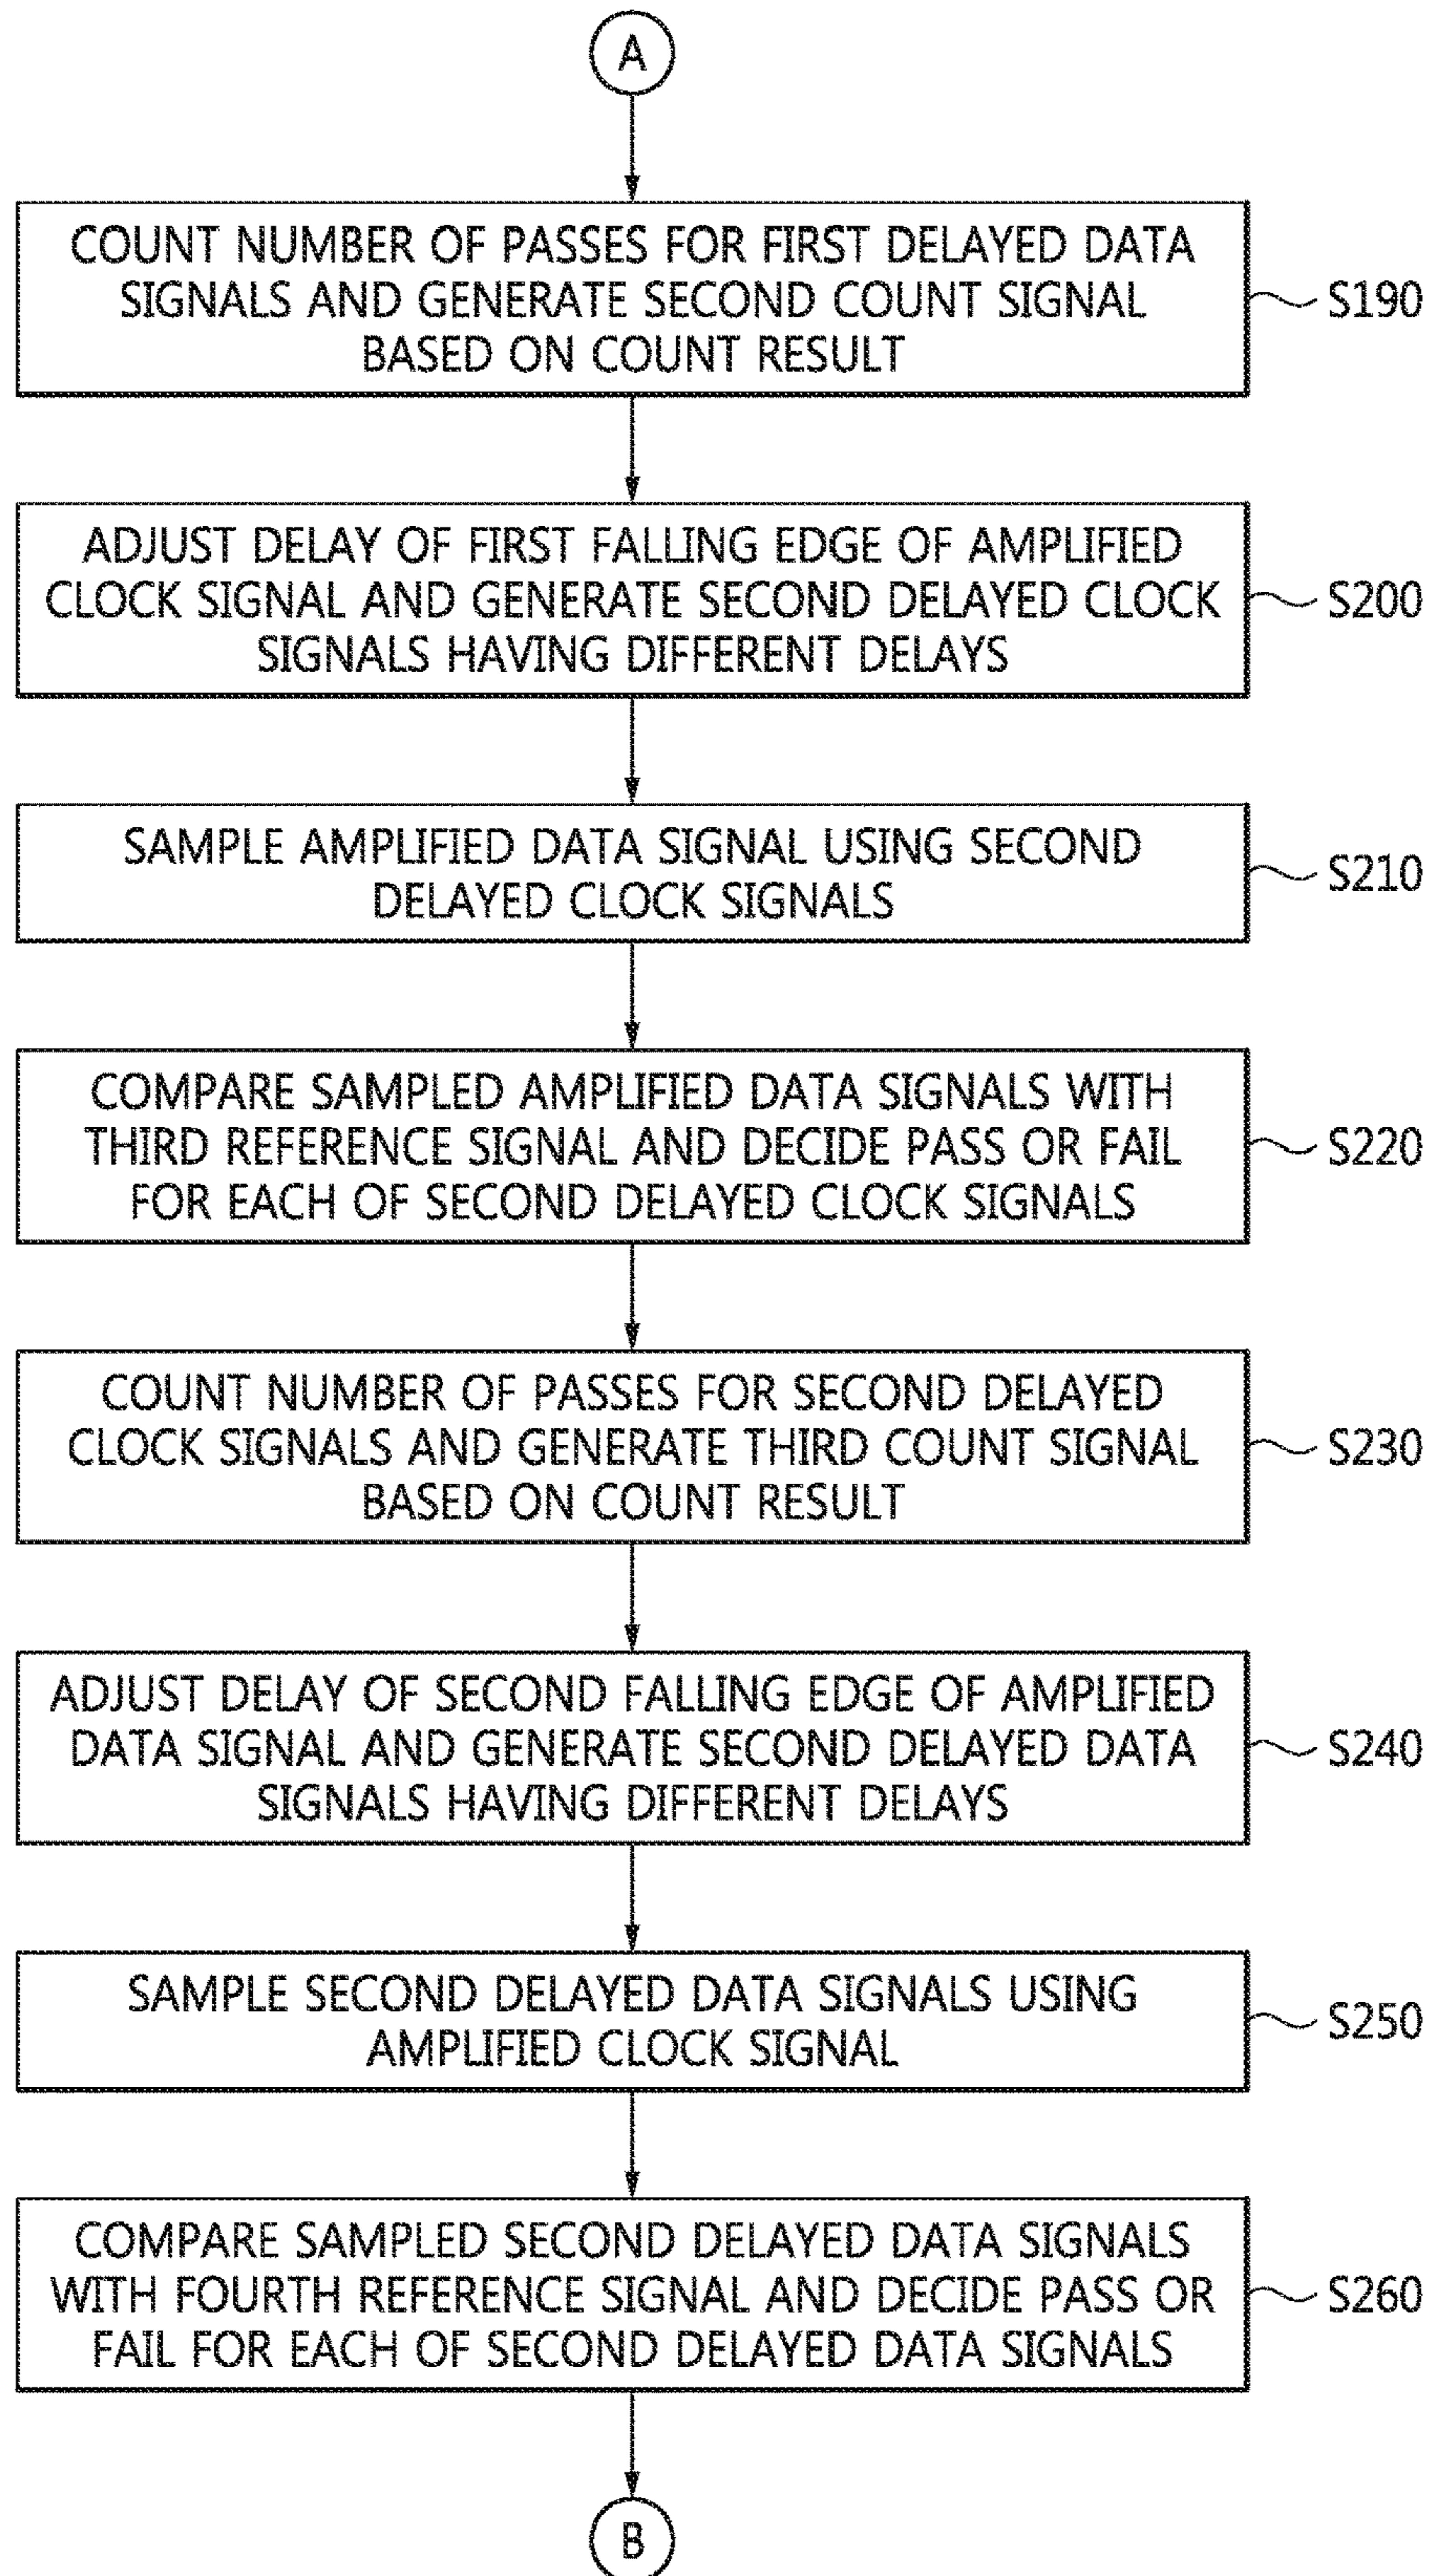 A
COUNT NUMBER OF PASSES FOR FIRST DELAYED DATA
SIGNALS AND GENERATE SECOND COUNT SIGNAL
BASED ON COUNT RESULT
S190
ADJUST DELAY OF FIRST FALLING EDGE OF AMPLIFIED
CLOCK SIGNAL AND GENERATE SECOND DELAYED CLOCK
SIGNALS HAVING DIFFERENT DELAYS
S200
SAMPLE AMPLIFIED DATA SIGNAL USING SECOND
DELAYED CLOCK SIGNALS
S210
COMPARE SAMPLED AMPLIFIED DATA SIGNALS WITH
THIRD REFERENCE SIGNAL AND DECIDE PASS OR FAIL
FOR EACH OF SECOND DELAYED CLOCK SIGNALS
S220
COUNT NUMBER OF PASSES FOR SECOND DELAYED
CLOCK SIGNALS AND GENERATE THIRD COUNT SIGNAL
BASED ON COUNT RESULT
S230
ADJUST DELAY OF SECOND FALLING EDGE OF AMPLIFIED
DATA SIGNAL AND GENERATE SECOND DELAYED DATA
SIGNALS HAVING DIFFERENT DELAYS
S240
SAMPLE SECOND DELAYED DATA SIGNALS USING
AMPLIFIED CLOCK SIGNAL
S250
COMPARE SAMPLED SECOND DELAYED DATA SIGNALS
WITH FOURTH REFERENCE SIGNAL AND DECIDE PASS OR
FAIL FOR EACH OF SECOND DELAYED DATA SIGNALS
S260
B